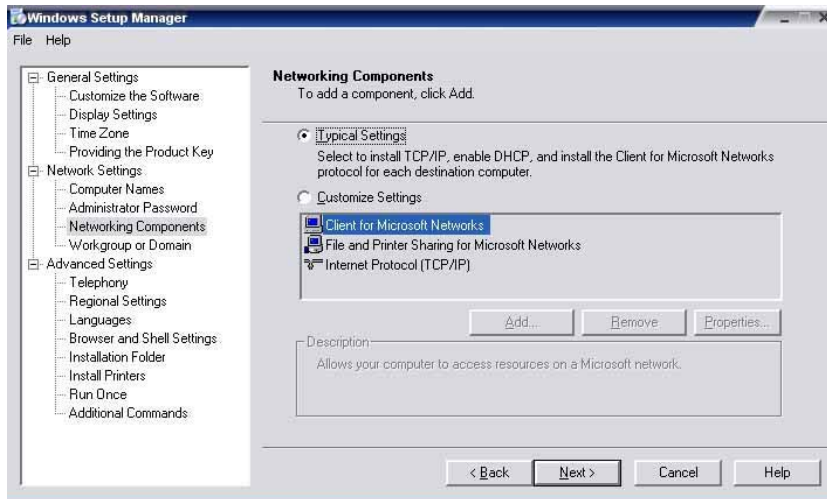 Windows Setup Manager
File Help
General Settings
Customize the Software
Display Settings
Time Zone
Providing the Product Key
Network Settings
Computer Names
Administrator Password
Networking Components
Workgroup or Domain
Advanced Settings
Telephony
Regional Settings
Languages
Browser and Shell Settings
Installation Folder
Install Printers
Run Once
Additional Commands
Networking Components
To add a component, click Add.
Typical Settings
Select to install TCP/IP, enable DHCP, and install the Client for Microsoft Networks
protocol for each destination computer.
Customize Settings
Client for Microsoft Networks
File and Printer Sharing for Microsoft Networks
Internet Protocol (TCP/IP)
Add... Remove Properties...
Description
Allows your computer to access resources on a Microsoft network.
< Back Next > Cancel Help